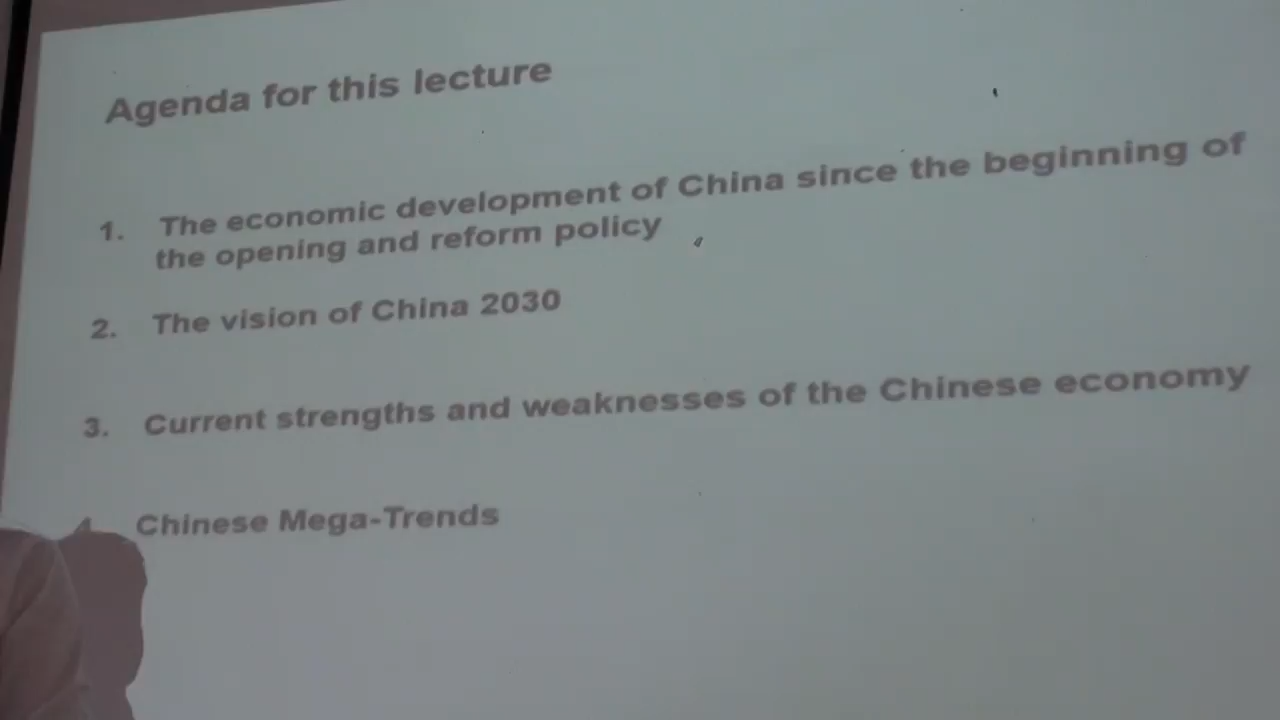 Agenda for this lecture
1. The economic development of China since the beginning of
the opening and reform policy
2. The vision of China 2030
3. Current strengths and weaknesses of the Chinese economy
4. Chinese Mega-Trends